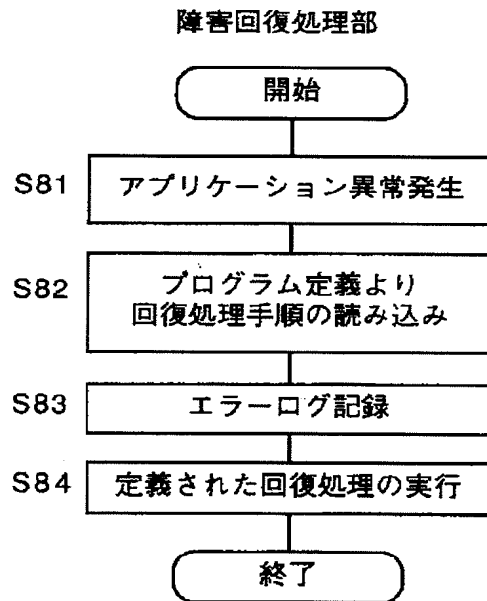 障害回復処理部
開始
S81
アプリケーション異常発生
S82
プログラム定義より
回復処理手順の読み込み
S83
エラーログ記録
S84
定義された回復処理の実行
終了